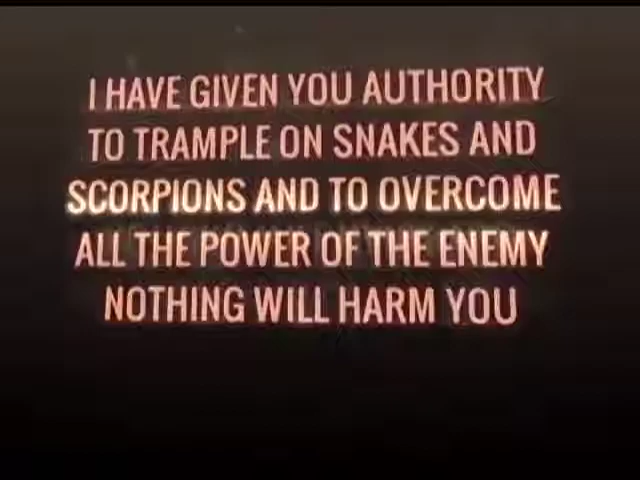 I HAVE GIVEN YOU AUTHORITY
TO TRAMPLE ON SNAKES AND
SCORPIONS AND TO OVERCOME
ALL THE POWER OF THE ENEMY
NOTHING WILL HARM YOU